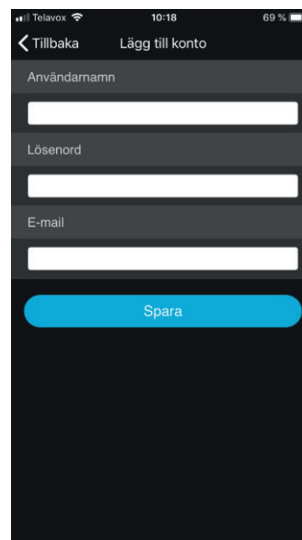 Telavox 10:18 69 %
Tillbaka Lägg till konto
Användarnamn
Lösenord
E-mail
Spara